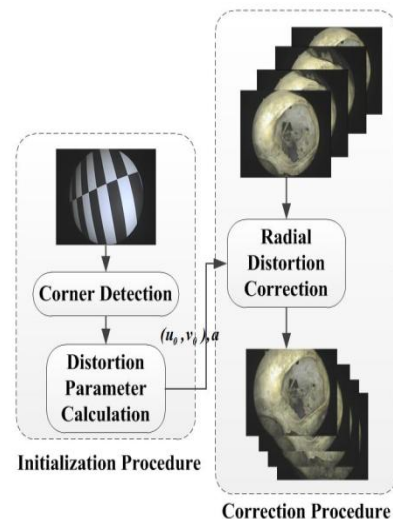 Corner Detection
(u₀, v₀), a
Distortion
Parameter
Calculation
Initialization Procedure
Radial
Distortion
Correction
Correction Procedure